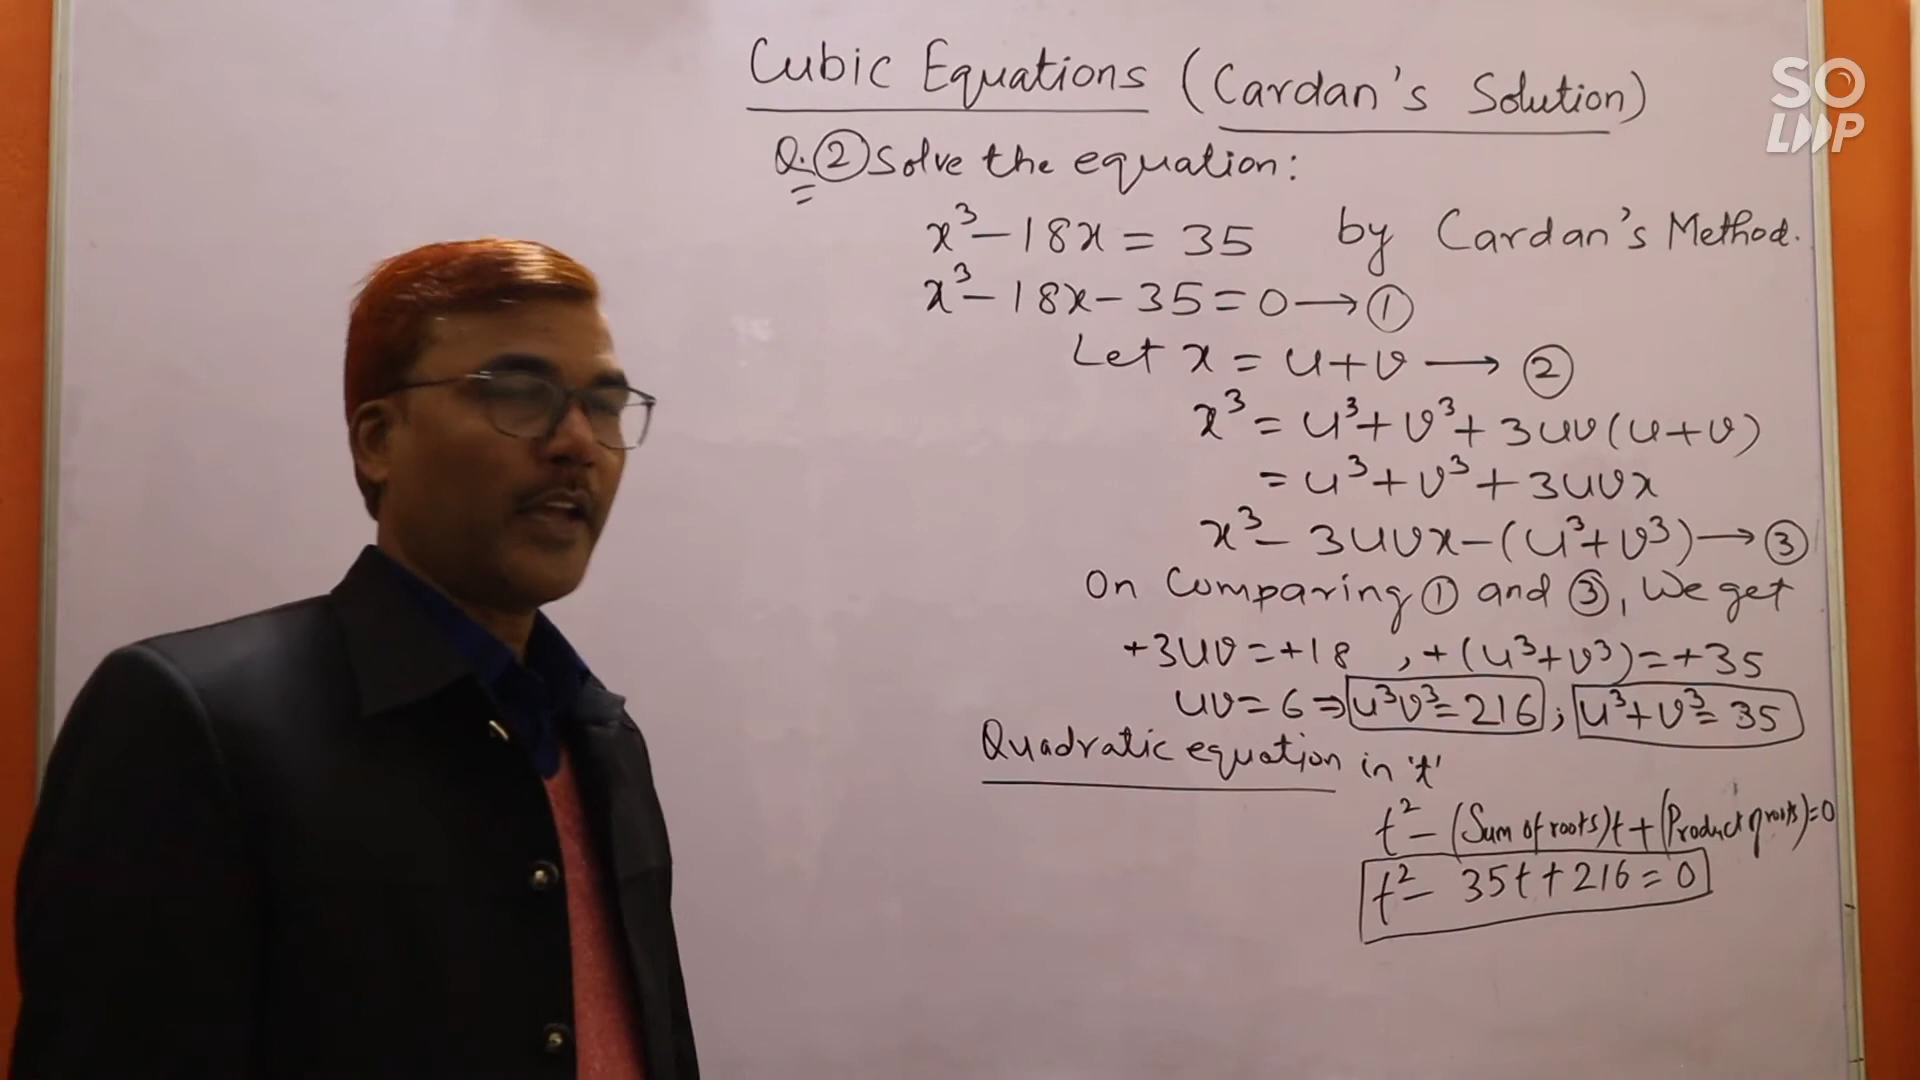 Cubic Equations (Cardan's Solution)
SO
LOOP
Q.② Solve the equation:
x³ – 18x = 35 by Cardan's Method.
x³ – 18x – 35 = 0 → ①
Let x = u + v → ②
x³ = u³ + v³ + 3uv(u + v)
= u³ + v³ + 3uvx
x³ – 3uvx – (u³ + v³) → ③
On Comparing ① and ③, We get
+3uv = +18 , +(u³ + v³) = +35
uv = 6 ⇒ u³v³ = 216 ; u³ + v³ = 35
Quadratic equation in 't'
t² – (Sum of roots)t + (Product of roots) = 0
t² – 35t + 216 = 0